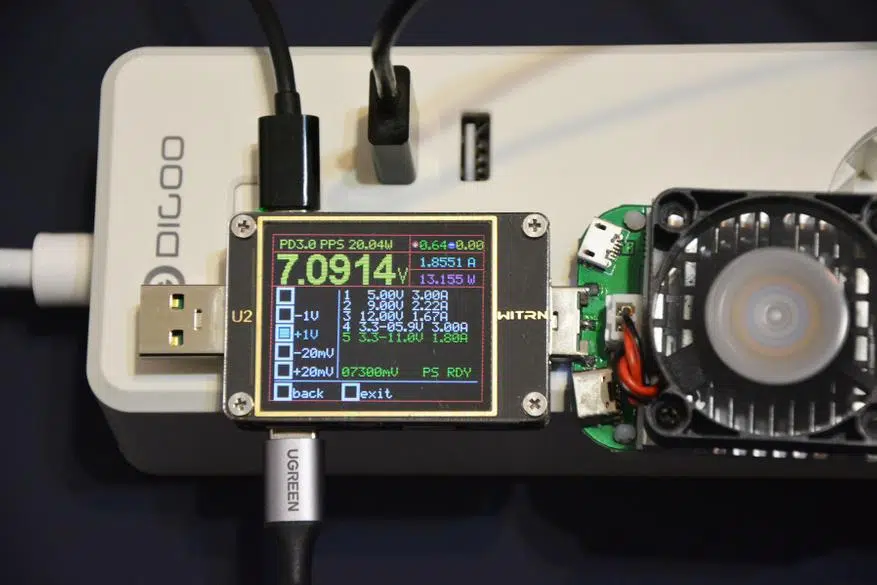 DIGOO
PD3.0 PPS 20.04W
0.64 0.00
7.0914V
1.8551 A
13.155 W
U2
WITRN
1 5.00V 3.00A
-1V
2 9.00V 2.22A
3 12.00V 1.67A
+1V
4 3.3-05.9V 3.00A
5 3.3-11.0V 1.80A
-20mV
+20mV
07300mV PS RDY
back
exit
UGREEN